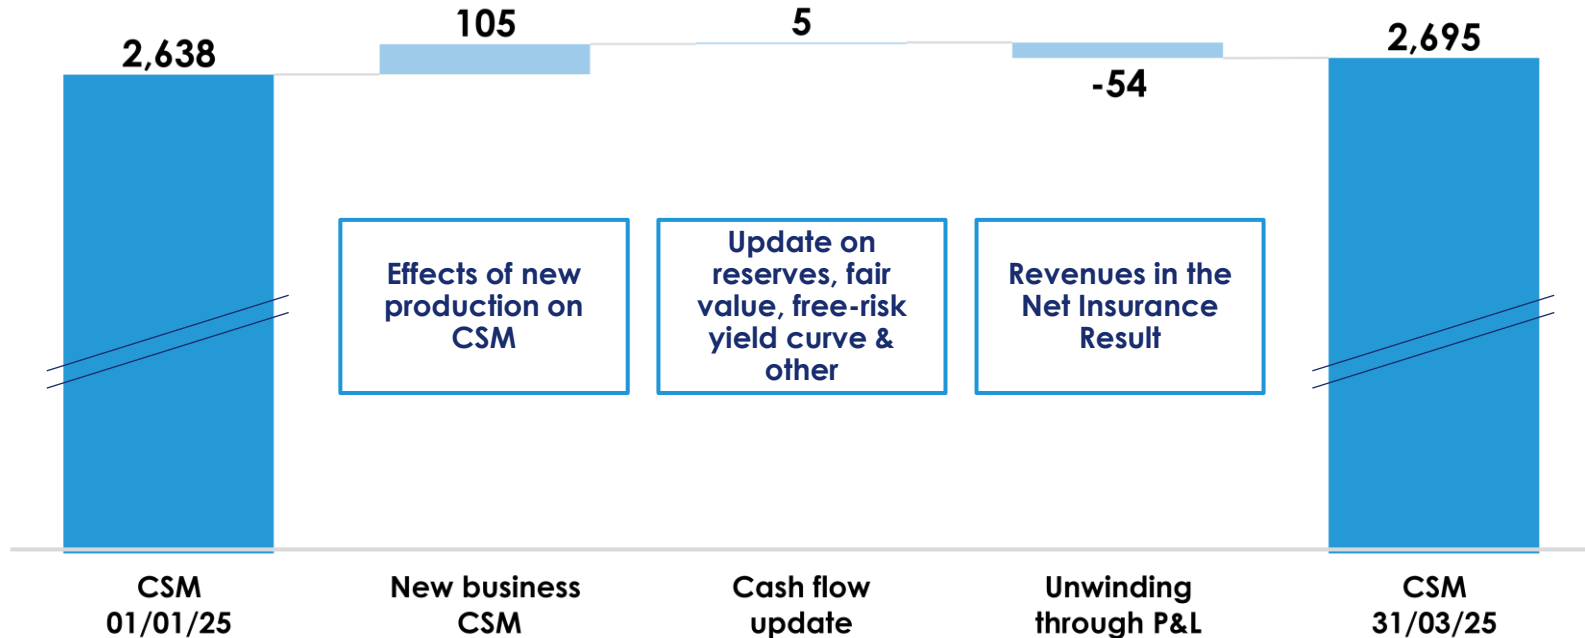 2,638
105
5
-54
2,695
Effects of new
production on
CSM
Update on
reserves, fair
value, free-risk
yield curve &
other
Revenues in the
Net Insurance
Result
CSM
01/01/25
New business
CSM
Cash flow
update
Unwinding
through P&L
CSM
31/03/25